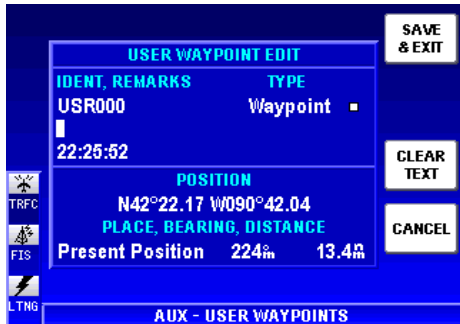 SAVE
& EXIT
USER WAYPOINT EDIT
IDENT, REMARKS TYPE
USR000 Waypoint
22:25:52
CLEAR
TEXT
POSITION
N42°22.17 W090°42.04
TRFC
PLACE, BEARING, DISTANCE
CANCEL
Present Position 224°m 13.4nm
FIS
LTNG
AUX - USER WAYPOINTS